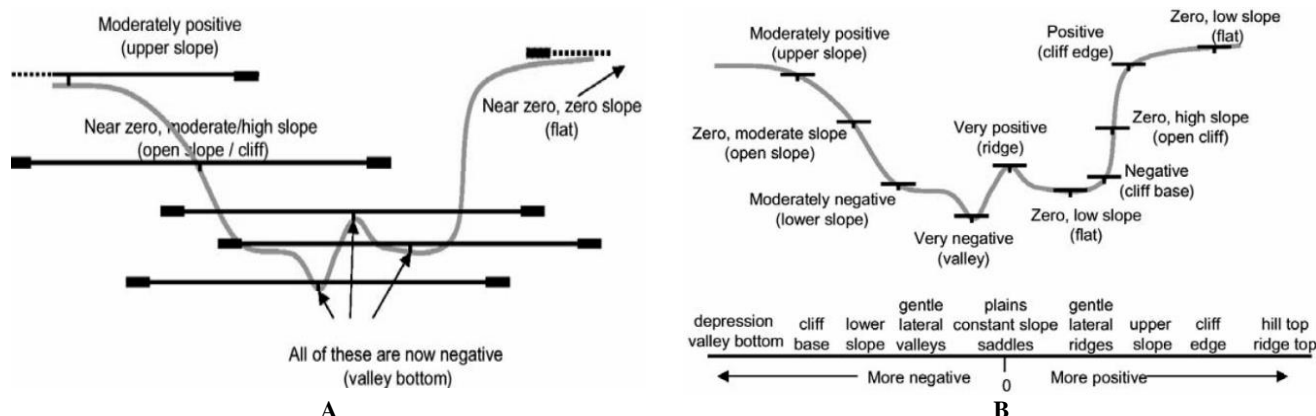 Moderately positive
(upper slope)
Near zero, moderate/high slope
(open slope / cliff)
Near zero, zero slope
(flat)
All of these are now negative
(valley bottom)
A
Moderately positive
(upper slope)
Zero, moderate slope
(open slope)
Moderately negative
(lower slope)
Very negative
(valley)
Very positive
(ridge)
Zero, low slope
(flat)
Negative
(cliff base)
Zero, high slope
(open cliff)
Positive
(cliff edge)
Zero, low slope
(flat)
depression
valley bottom
cliff
base
lower
slope
gentle
lateral
valleys
plains
constant slope
saddles
gentle
lateral
ridges
upper
slope
cliff
edge
hill top
ridge top
More negative
0
More positive
B